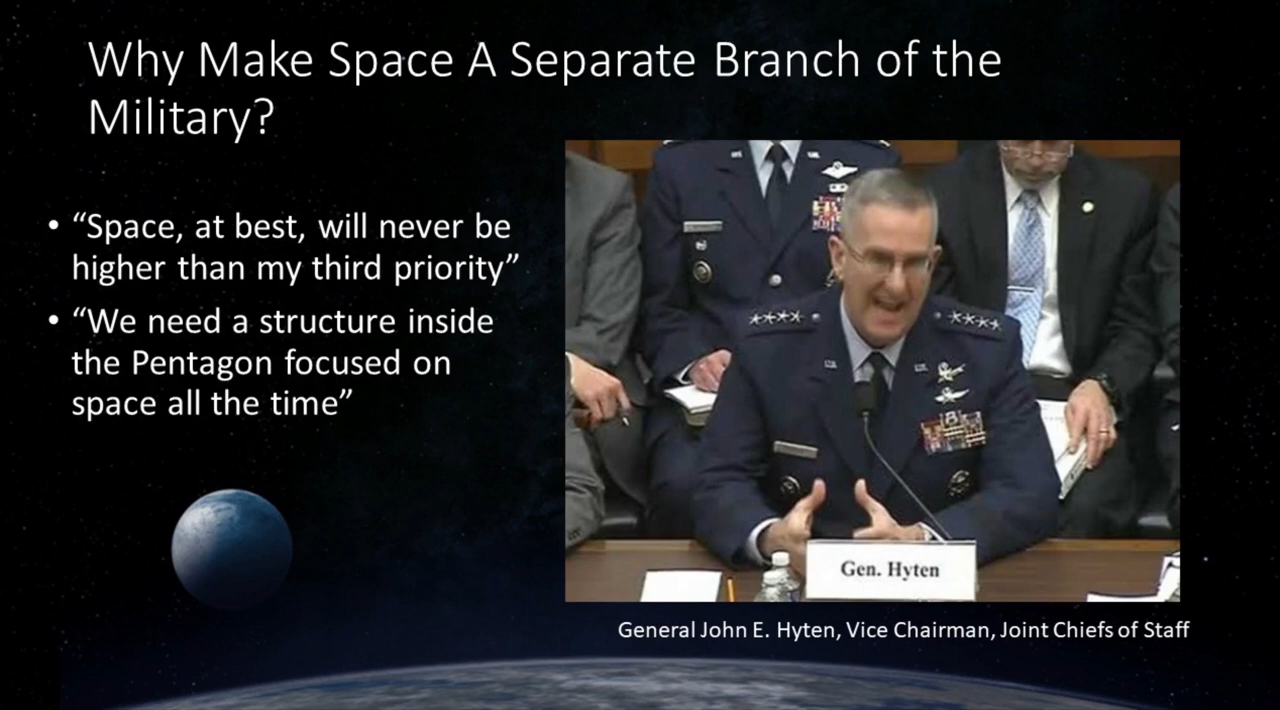 Why Make Space A Separate Branch of the
Military?
• “Space, at best, will never be
higher than my third priority”
• “We need a structure inside
the Pentagon focused on
space all the time”
Gen. Hyten
General John E. Hyten, Vice Chairman, Joint Chiefs of Staff